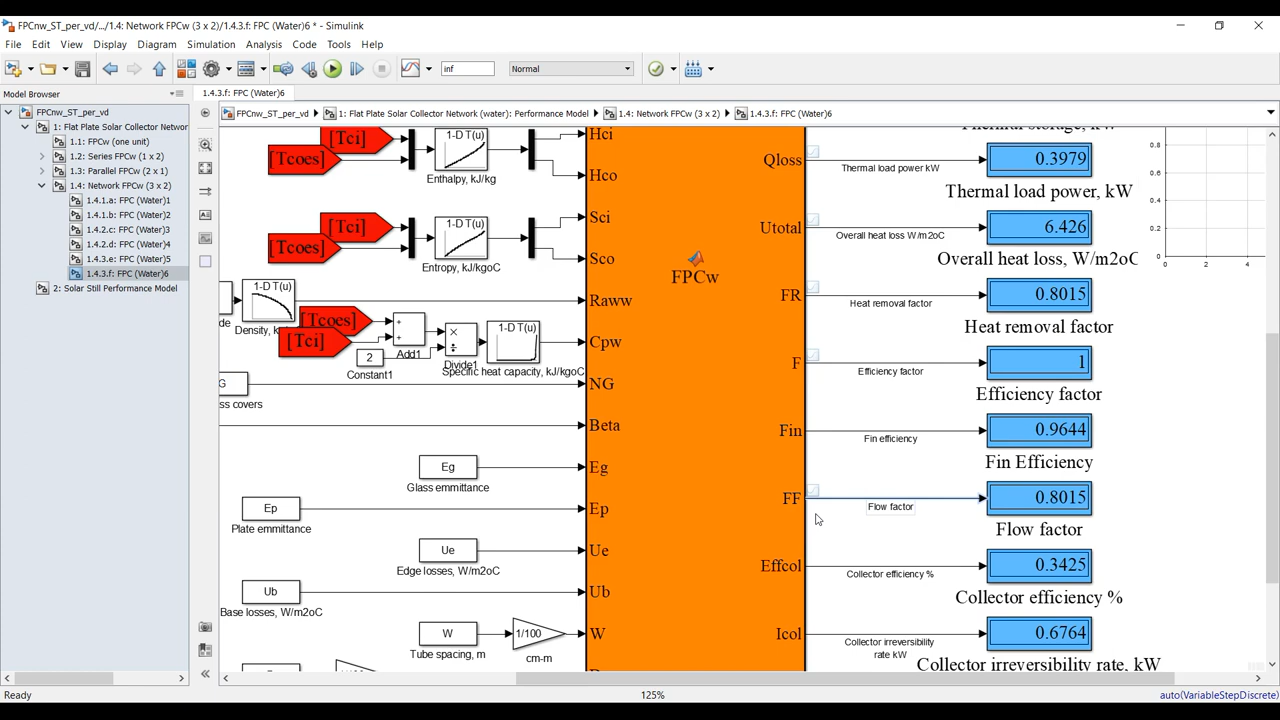 FPCnw_ST_per_vd/.../1.4: Network FPCw (3 x 2)/1.4.3.f: FPC (Water)6 * - Simulink
File Edit View Display Diagram Simulation Analysis Code Tools Help
inf
Normal
Model Browser
FPCnw_ST_per_vd
1: Flat Plate Solar Collector Networ
1.1: FPCw (one unit)
1.2: Series FPCw (1 x 2)
1.3: Parallel FPCw (2 x 1)
1.4: Network FPCw (3 x 2)
1.4.1.a: FPC (Water)1
1.4.1.b: FPC (Water)2
1.4.2.c: FPC (Water)3
1.4.2.d: FPC (Water)4
1.4.3.e: FPC (Water)5
1.4.3.f: FPC (Water)6
2: Solar Still Performance Model
1.4.3.f: FPC (Water)6
FPCnw_ST_per_vd 1: Flat Plate Solar Collector Network (water): Performance Model 1.4: Network FPCw (3 x 2) 1.4.3.f: FPC (Water)6
[Tci]
[Tcoes]
1-D T(u)
Enthalpy, kJ/kg
Hci
Hco
[Tci]
[Tcoes]
1-D T(u)
Entropy, kJ/kgoC
Sci
Sco
de
1-D T(u)
Density, k
Raww
[Tcoes]
[Tci]
+
+
Add1
2
Constant1
×
÷
Divide1
1-D T(u)
Specific heat capacity, kJ/kgoC
Cpw
G
ss covers
NG
Beta
Eg
Glass emmittance
Eg
Ep
Plate emmittance
Ep
Ue
Edge losses, W/m2oC
Ue
Ub
Base losses, W/m2oC
Ub
W
Tube spacing, m
1/100
cm-m
W
FPCw
Thermal storage, kW
Qloss
Thermal load power kW
0.3979
Thermal load power, kW
Utotal
Overall heat loss W/m2oC
6.426
Overall heat loss, W/m2oC
FR
Heat removal factor
0.8015
Heat removal factor
F
Efficiency factor
1
Efficiency factor
Fin
Fin efficiency
0.9644
Fin Efficiency
FF
Flow factor
0.8015
Flow factor
Effcol
Collector efficiency %
0.3425
Collector efficiency %
Icol
Collector irreversibility
rate kW
0.6764
Collector irreversibility rate, kW
0.8
0.6
0.4
0.2
0
0 2 4
Ready
125%
auto(VariableStepDiscrete)